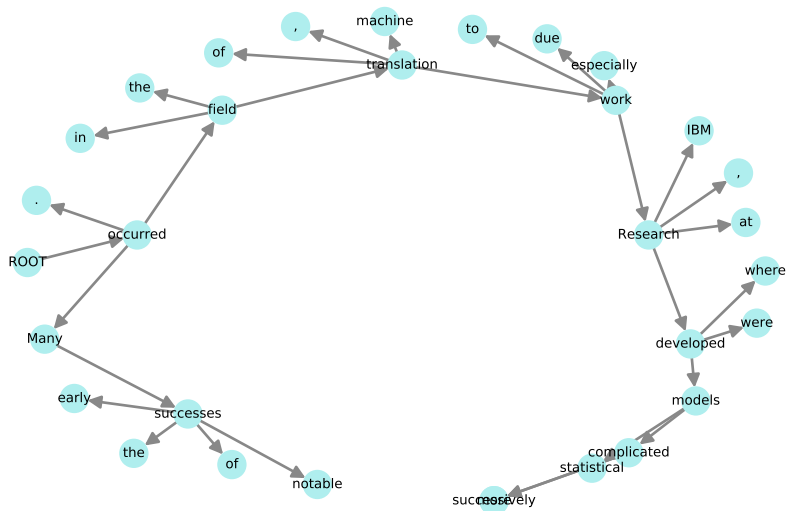 machine
,
to
due
of
translation
especially
the
work
field
IBM
in
,
.
at
occurred
Research
ROOT
where
were
Many
developed
early
models
successes
the
complicated
of
statistical
notable
successively